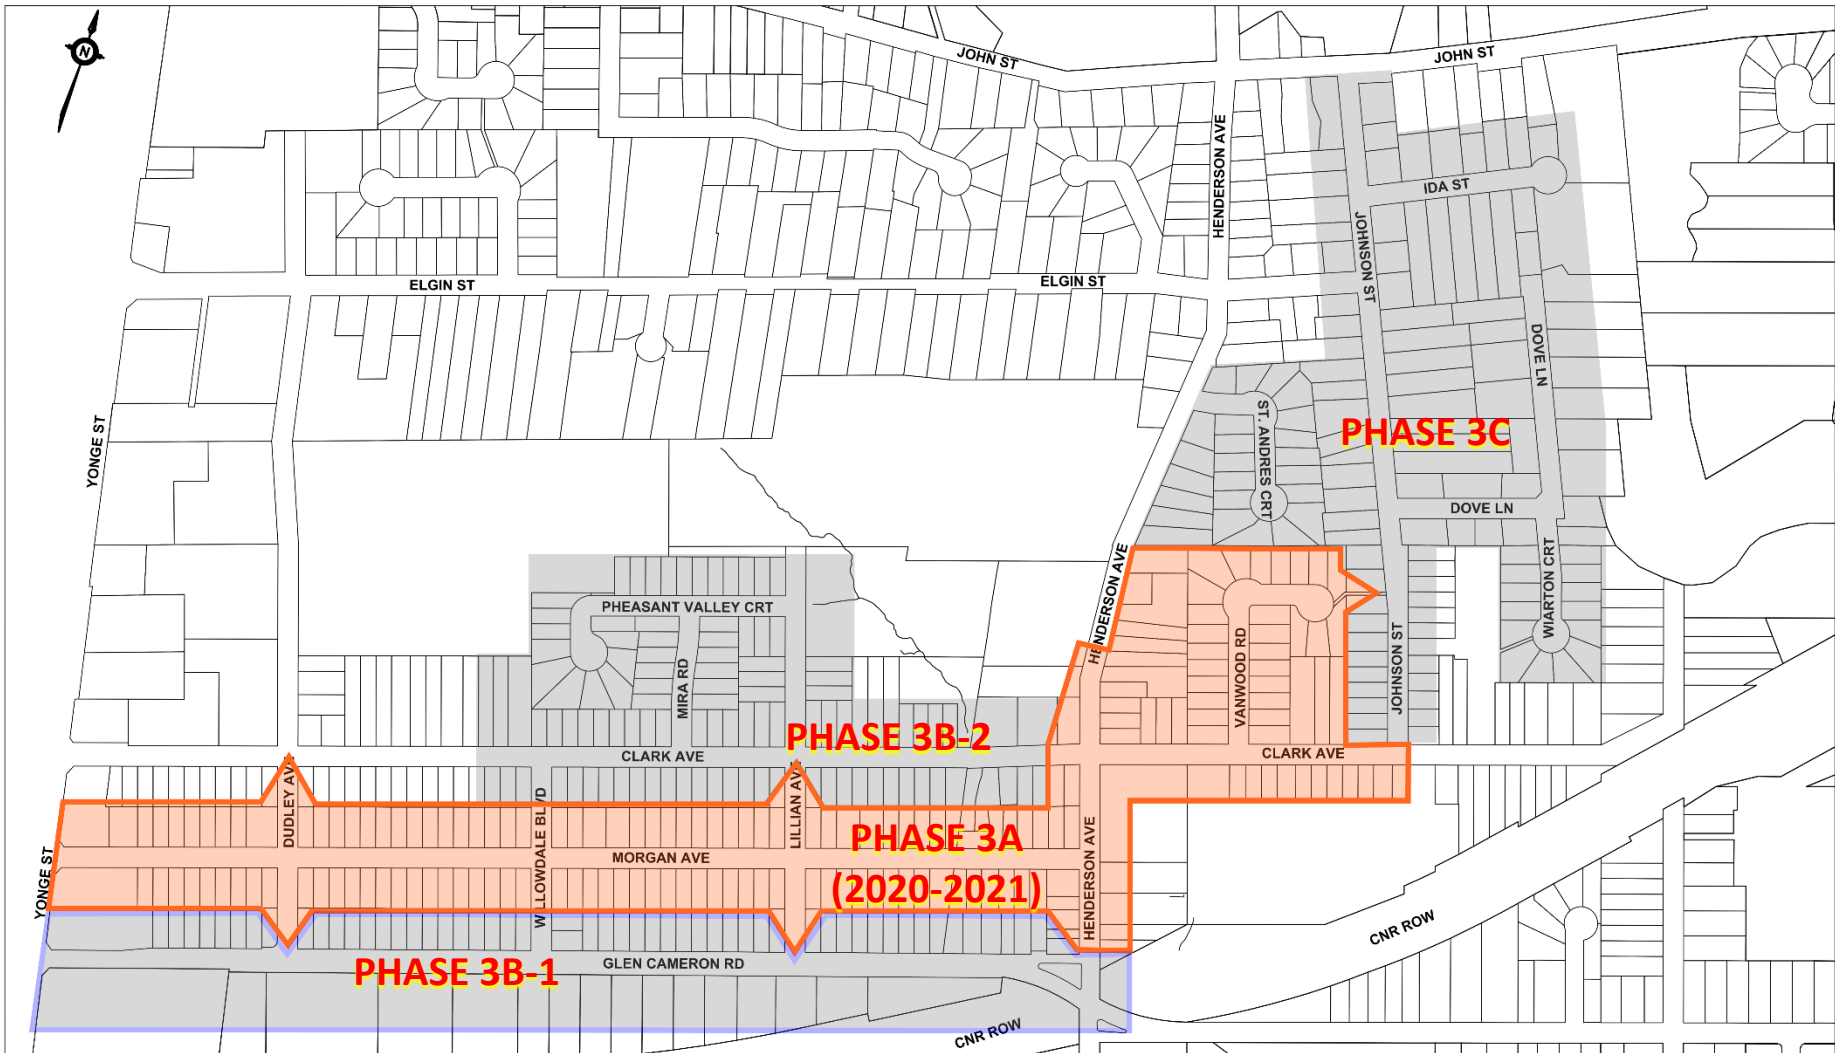 N
JOHN ST
JOHN ST
HENDERSON AVE
IDA ST
JOHNSON ST
ELGIN ST
ELGIN ST
DOVE LN
YONGE ST
ST. ANDRES CRT
PHASE 3C
DOVE LN
HENDERSON AVE
WIARTON CRT
PHEASANT VALLEY CRT
MIRA RD
VANWOOD RD
JOHNSON ST
PHASE 3B-2
CLARK AVE
CLARK AVE
DUDLEY AVE
WILLOWDALE BLVD
LILLIAN AVE
PHASE 3A
(2020-2021)
MORGAN AVE
YONGE ST
HENDERSON AVE
CNR ROW
GLEN CAMERON RD
PHASE 3B-1
CNR ROW